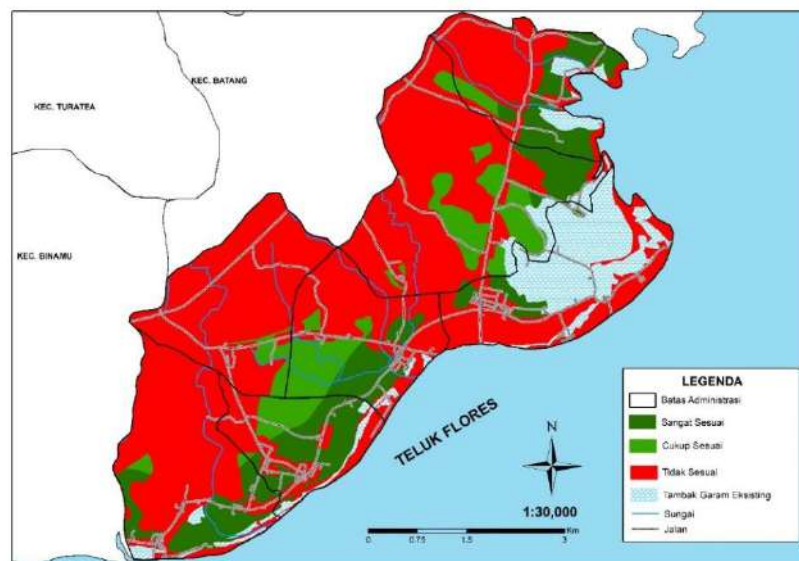 KEC. BATANG
KEC. TURATEA
KEC. BINAMU
TELUK FLORES
N
1:30,000
0 0.75 1.5 3
Km
LEGENDA
Batas Administrasi
Sangat Sesuai
Cukup Sesuai
Tidak Sesuai
Tambak Garam Eksisting
Sungai
Jalan